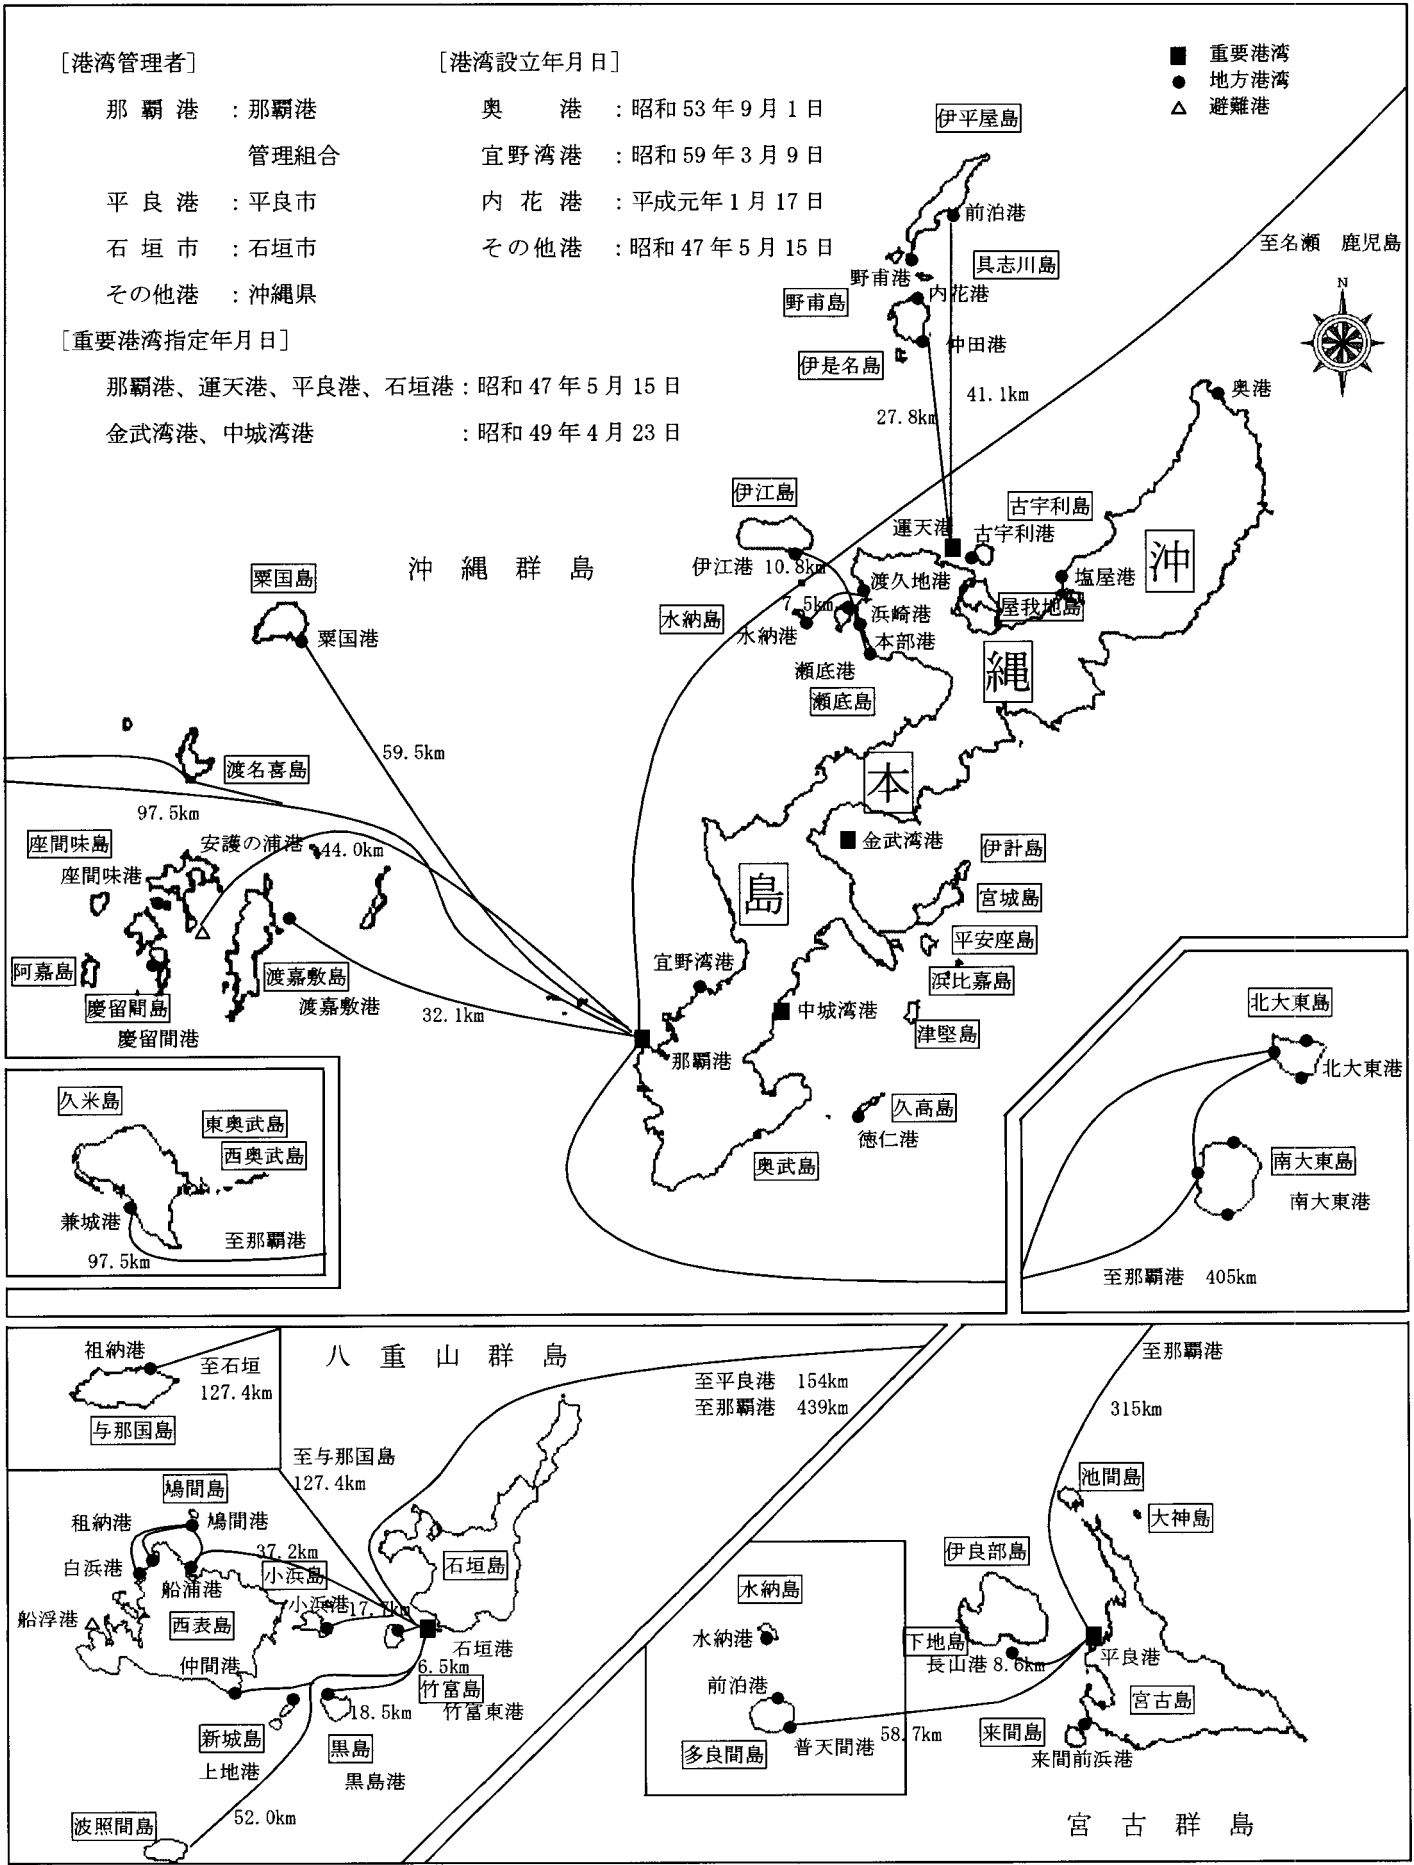 ［港湾管理者］
那覇港：那覇港
管理組合
平良港：平良市
石垣市：石垣市
その他港：沖縄県
［港湾設立年月日］
奥港：昭和53年9月1日
宜野湾港：昭和59年3月9日
内花港：平成元年1月17日
その他港：昭和47年5月15日
［重要港湾指定年月日］
那覇港、運天港、平良港、石垣港：昭和47年5月15日
金武湾港、中城湾港：昭和49年4月23日
■ 重要港湾
● 地方港湾
△ 避難港
伊平屋島
前泊港
至名瀬 鹿児島
N
具志川島
野甫港
内花港
野甫島
仲田港
伊是名島
41.1km
27.8km
奥港
伊江島
古宇利島
運天港
古宇利港
沖縄群島
伊江港
10.8km
沖
粟国島
渡久地港
塩屋港
7.5km
屋我地島
水納島
浜崎港
水納港
粟国港
本部港
瀬底港
縄
瀬底島
59.5km
渡名喜島
本
97.5km
座間味島
安護の浦港
44.0km
金武湾港
伊計島
座間味港
島
宮城島
平安座島
阿嘉島
渡嘉敷島
宜野湾港
浜比嘉島
慶留間島
渡嘉敷港
32.1km
中城湾港
津堅島
慶留間港
那覇港
北大東島
北大東港
久米島
東奥武島
西奥武島
久高島
徳仁港
奥武島
南大東島
南大東港
兼城港
至那覇港
97.5km
至那覇港 405km
祖納港
八重山群島
至石垣
127.4km
与那国島
至平良港 154km
至那覇港 439km
至那覇港
315km
至与那国島
127.4km
鳩間島
祖納港
鳩間港
37.2km
白浜港
船浦港
小浜島
石垣島
船浮港
西表島
小浜港
17.7km
石垣港
仲間港
6.5km
竹富島
竹富東港
18.5km
新城島
黒島
上地港
黒島港
波照間島
52.0km
池間島
大神島
伊良部島
水納島
水納港
下地島
長山港
8.6km
平良港
前泊港
宮古島
多良間島
普天間港
58.7km
来間島
来間前浜港
宮古群島